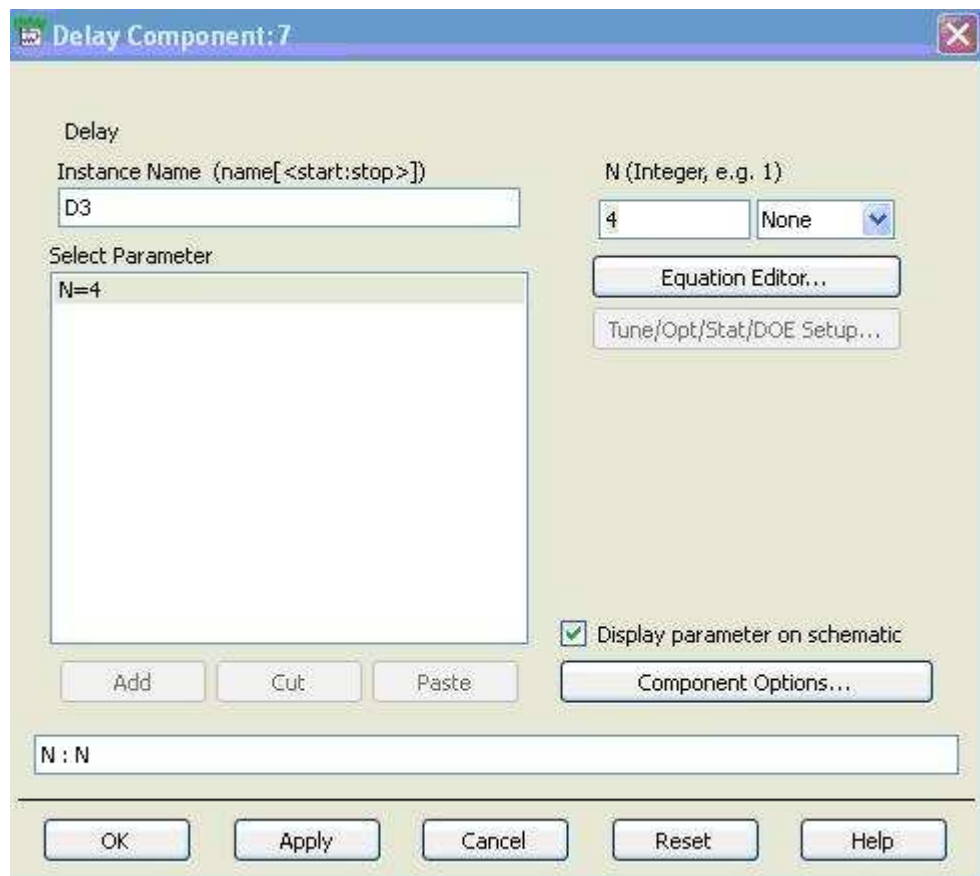 Delay Component:7
Delay
Instance Name (name[<start:stop>])
D3
Select Parameter
N=4
N (Integer, e.g. 1)
4
None
Equation Editor...
Tune/Opt/Stat/DOE Setup...
Display parameter on schematic
Add
Cut
Paste
Component Options...
N : N
OK
Apply
Cancel
Reset
Help